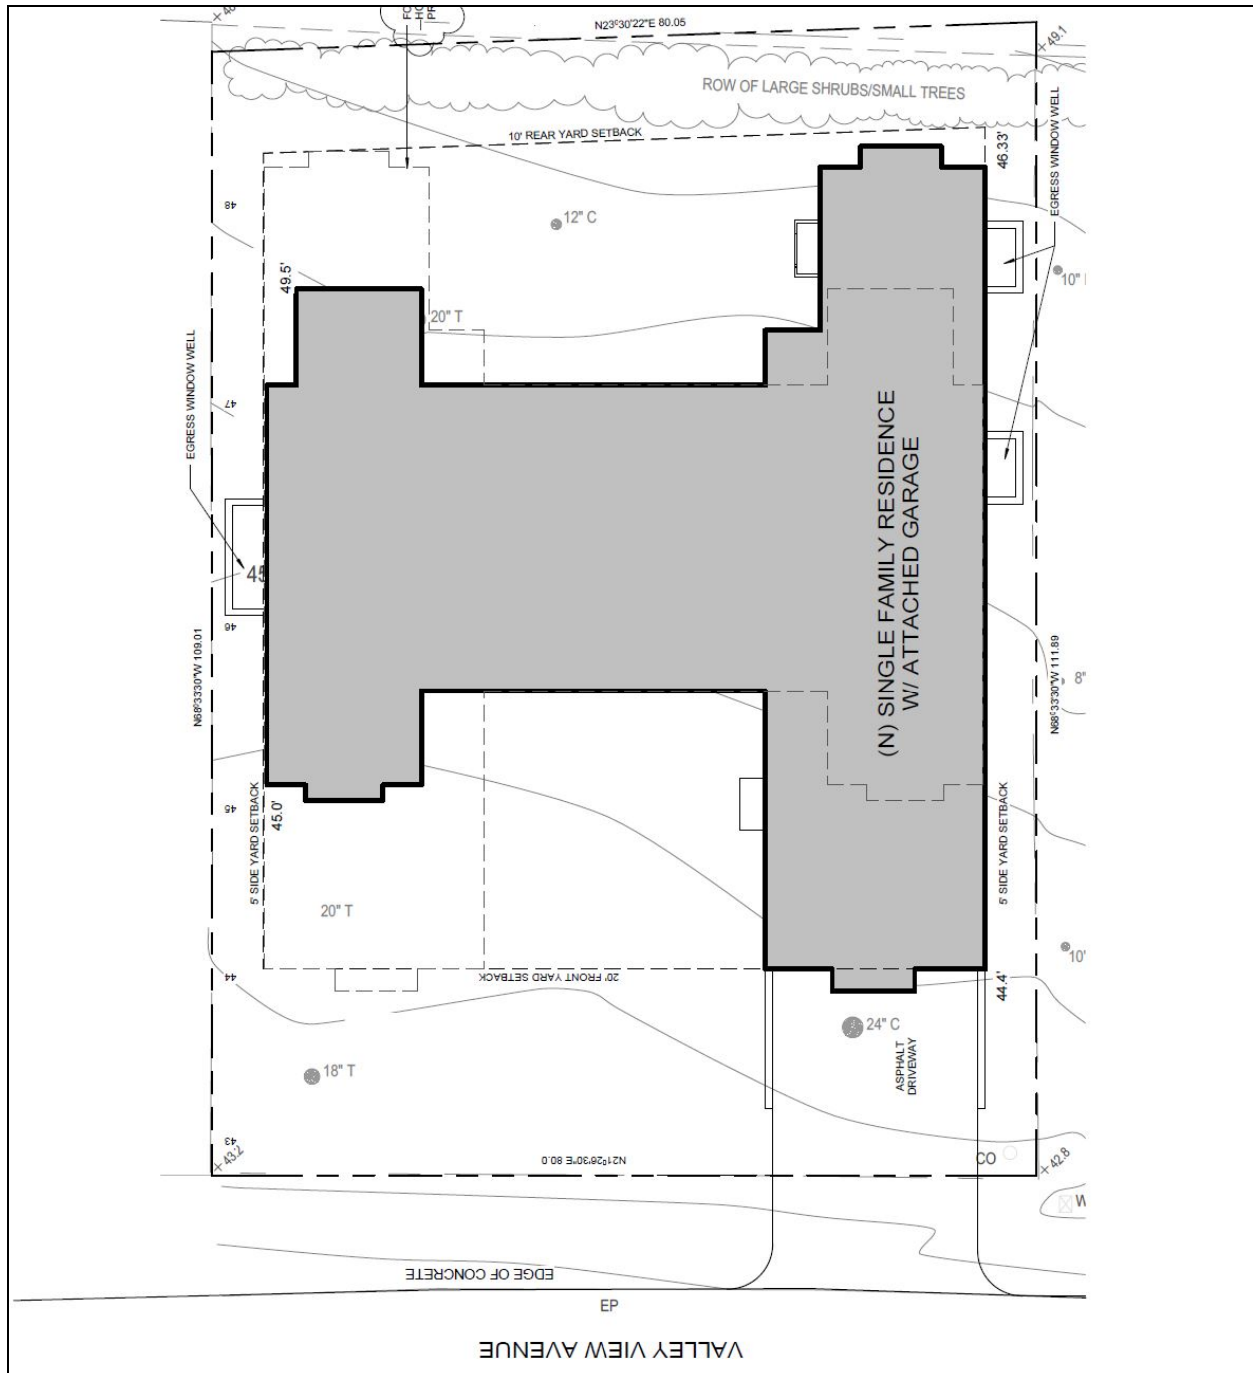 N23°30'22"E 80.05
49.1
ROW OF LARGE SHRUBS/SMALL TREES
10' REAR YARD SETBACK
46.33'
EGRESS WINDOW WELL
48
12" C
49.5'
10"
20" T
EGRESS WINDOW WELL
47
(N) SINGLE FAMILY RESIDENCE
W/ ATTACHED GARAGE
45
46
N68°33'30"W 109.01
N68°33'30"W 111.89
8"
5' SIDE YARD SETBACK
45.0'
45
5' SIDE YARD SETBACK
20" T
10'
44
20' FRONT YARD SETBACK
44.4'
24" C
ASPHALT
DRIVEWAY
18" T
43
43.2
N21°26'30"E 80.0
CO
42.8
W
EDGE OF CONCRETE
EP
VALLEY VIEW AVENUE